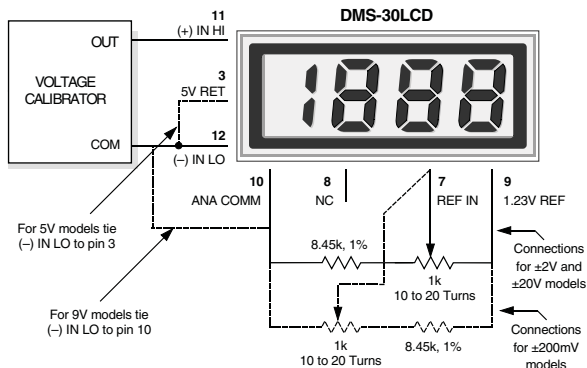 DMS-30LCD
11
(+) IN HI
OUT
3
5V RET
VOLTAGE
CALIBRATOR
1888
COM
12
(–) IN LO
10
ANA COMM
8
NC
7
REF IN
9
1.23V REF
For 5V models tie
(–) IN LO to pin 3
8.45k, 1%
1k
10 to 20 Turns
Connections
for ±2V and
±20V models
For 9V models tie
(–) IN LO to pin 10
1k
10 to 20 Turns
8.45k, 1%
Connections
for ±200mV
models